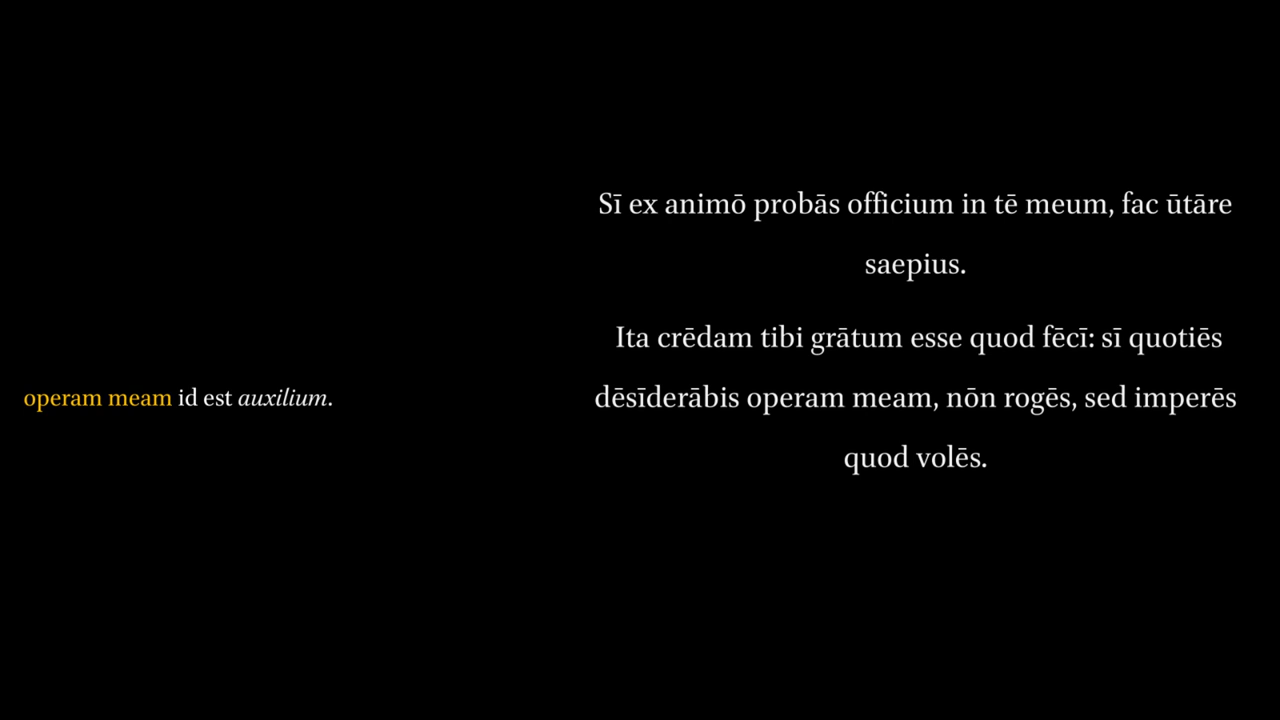 Sī ex animō probās officium in tē meum, fac ūtāre
saepius.
Ita crēdam tibi grātum esse quod fēcī: sī quotiēs
operam meam id est auxilium.
dēsīderābis operam meam, nōn rogēs, sed imperēs
quod volēs.